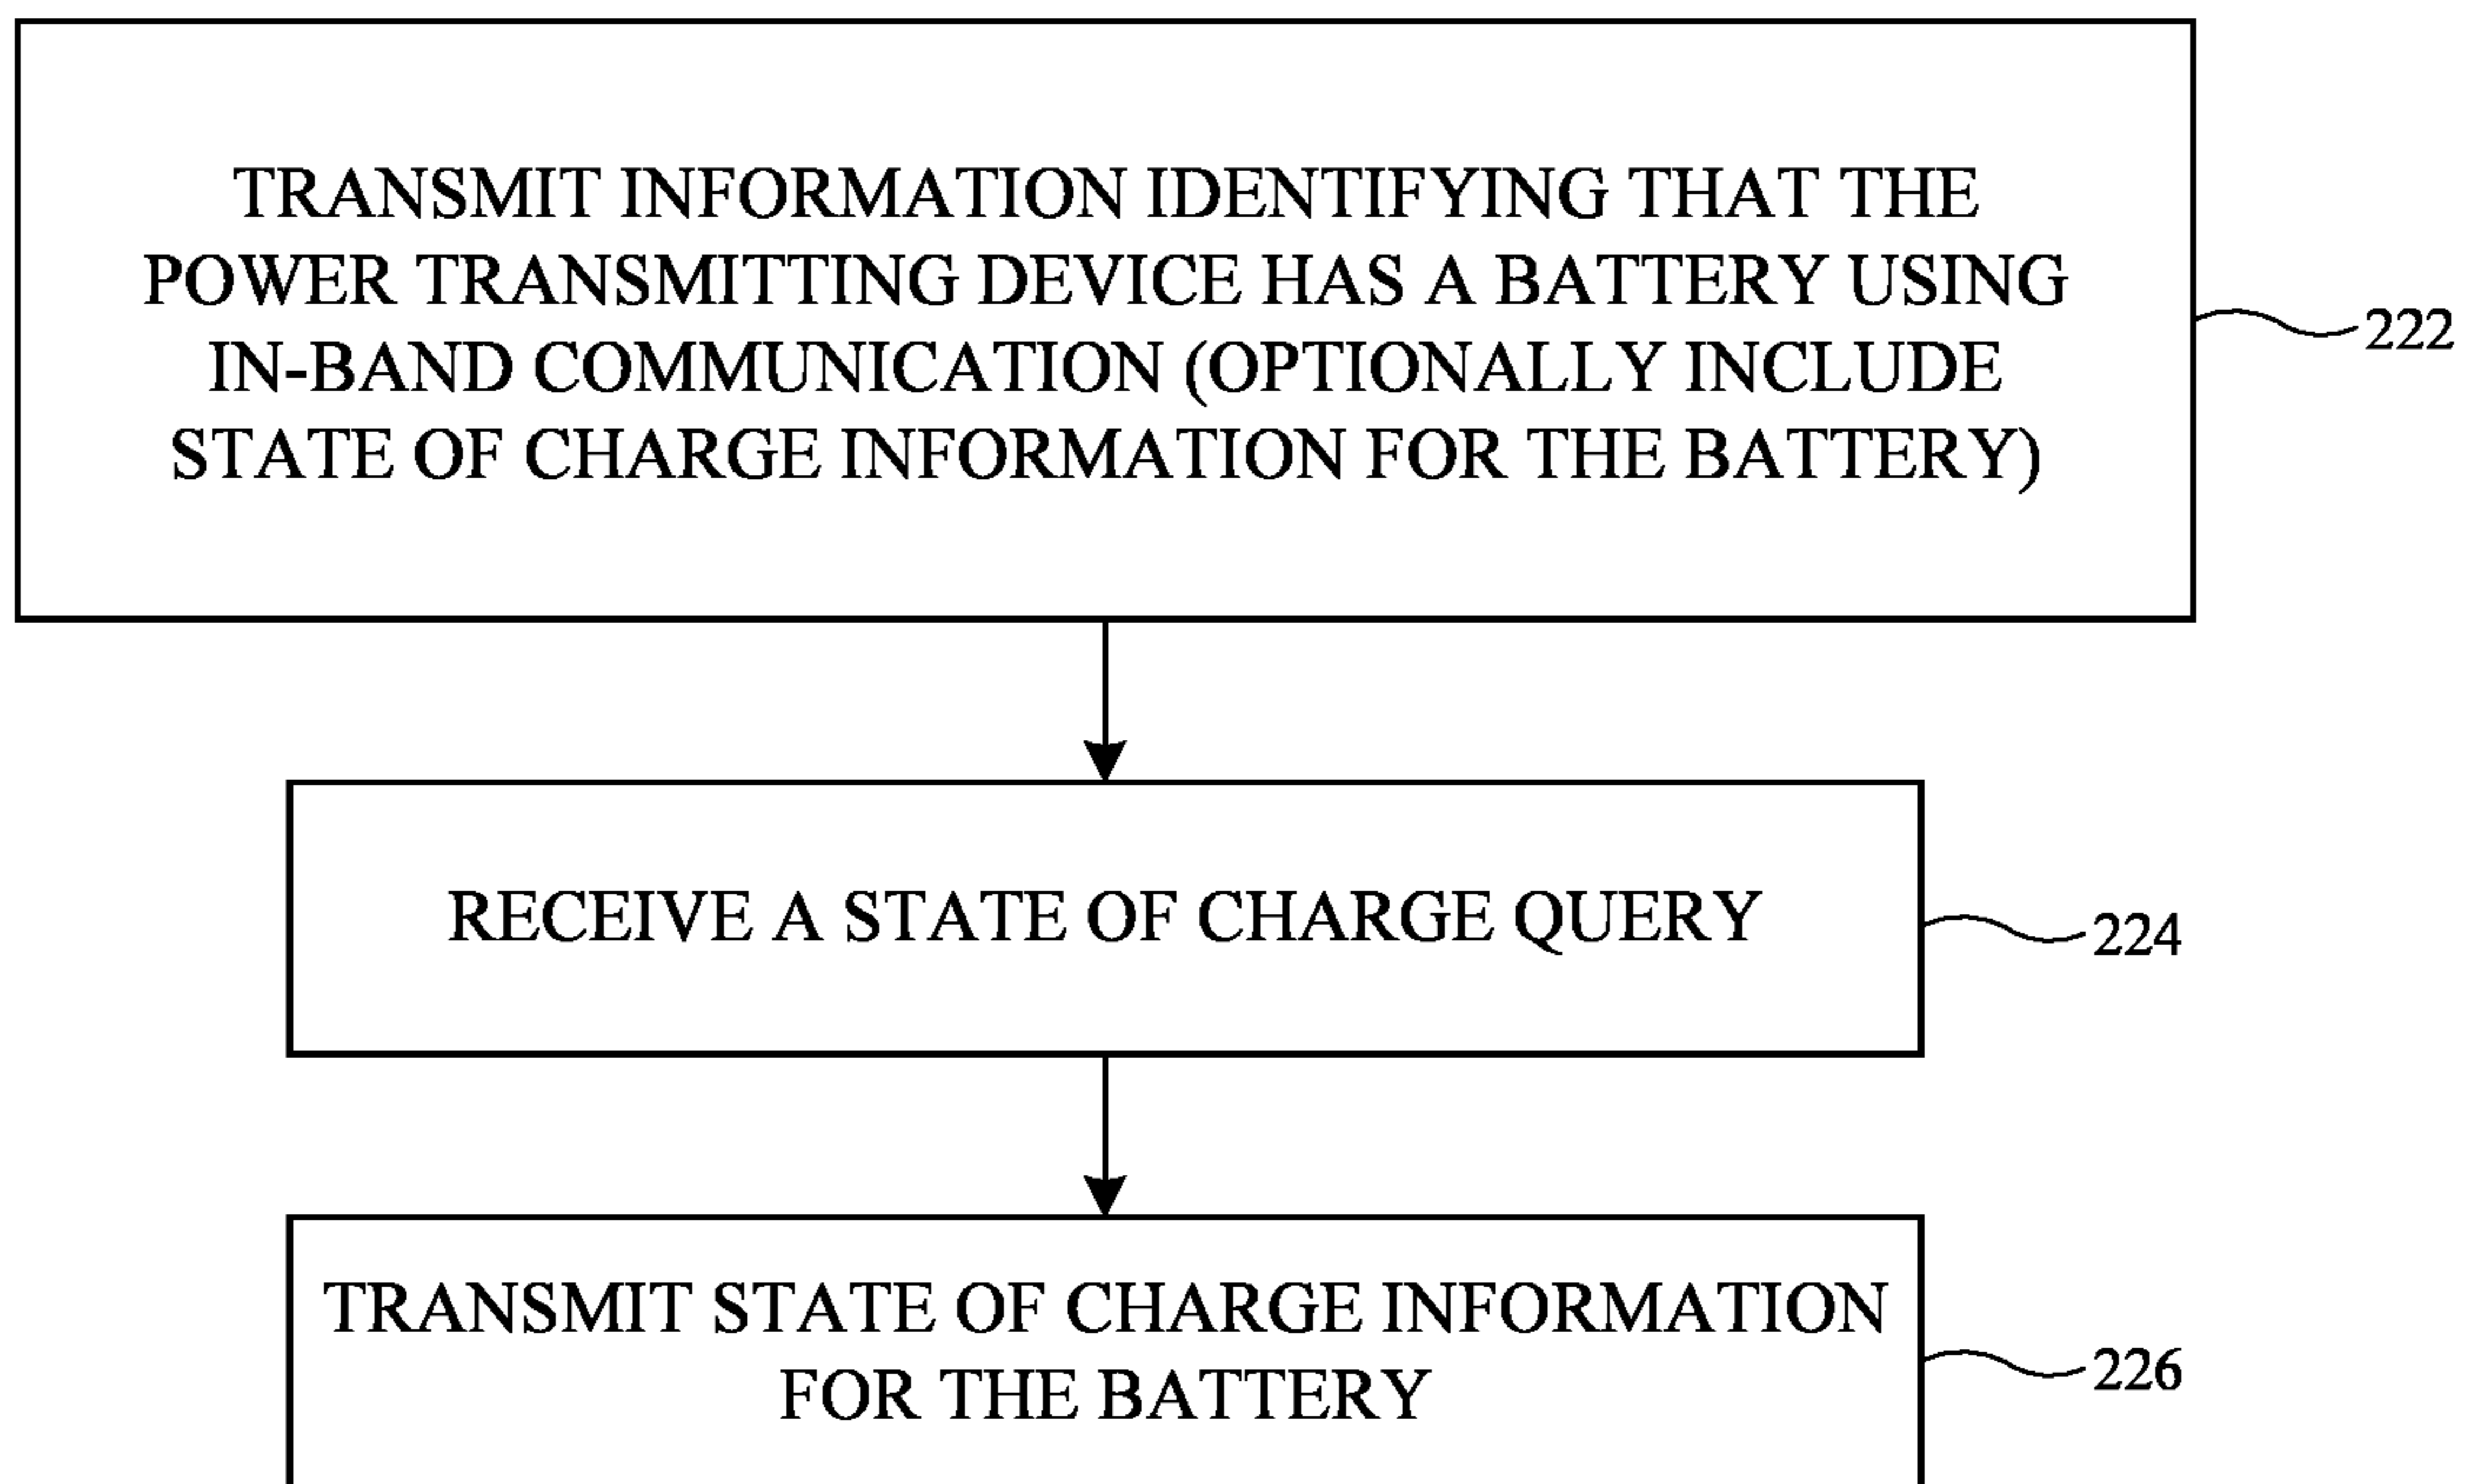 TRANSMIT INFORMATION IDENTIFYING THAT THE
POWER TRANSMITTING DEVICE HAS A BATTERY USING
IN-BAND COMMUNICATION (OPTIONALLY INCLUDE
STATE OF CHARGE INFORMATION FOR THE BATTERY)
222
RECEIVE A STATE OF CHARGE QUERY
224
TRANSMIT STATE OF CHARGE INFORMATION
FOR THE BATTERY
226